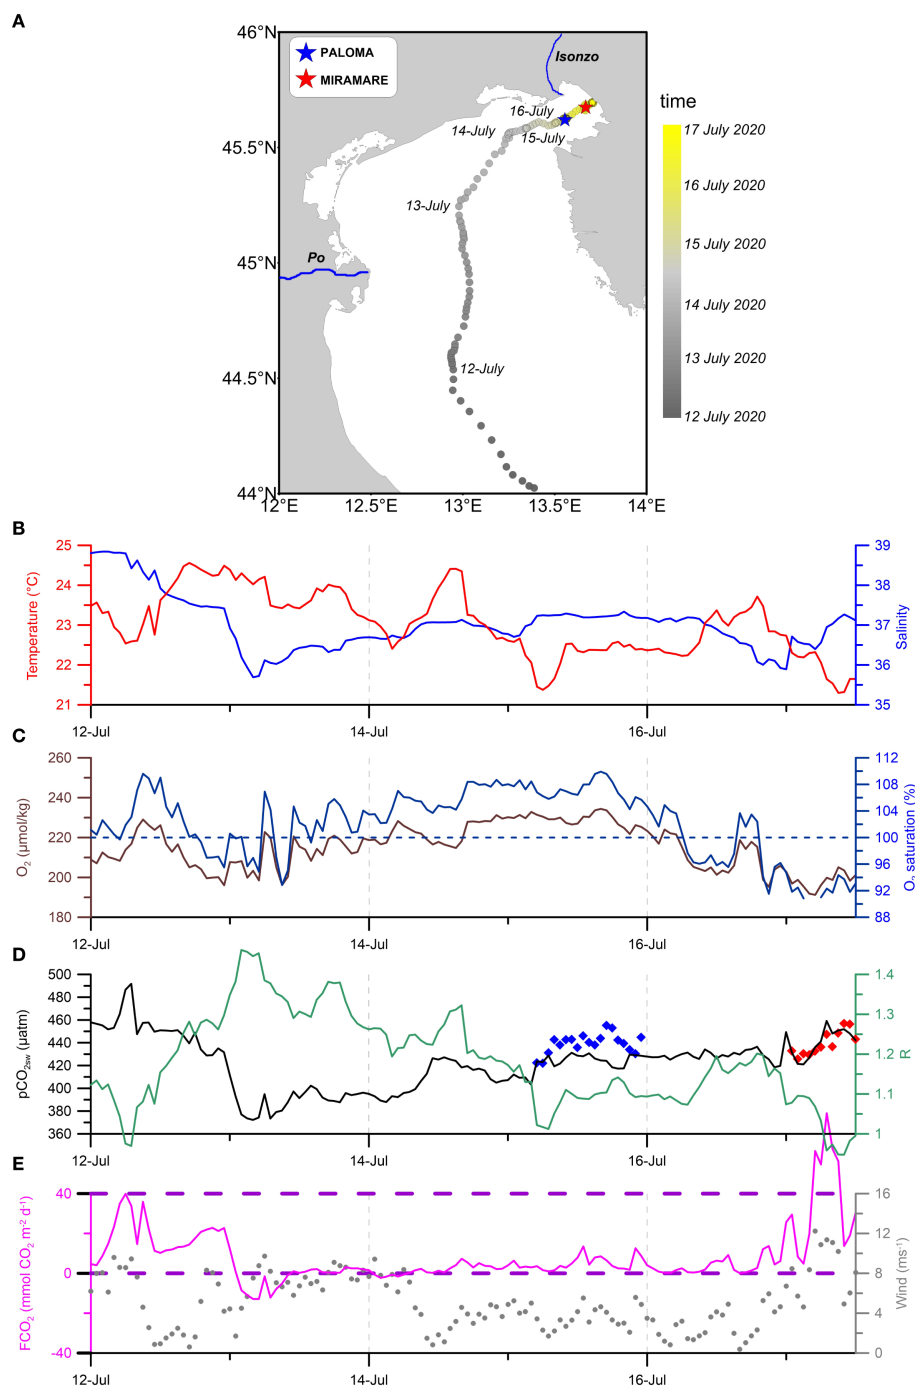 A
46°N
45.5°N
45°N
44.5°N
44°N
12°E
12.5°E
13°E
13.5°E
14°E
PALOMA
MIRAMARE
Isonzo
16-July
14-July
15-July
13-July
Po
12-July
time
17 July 2020
16 July 2020
15 July 2020
14 July 2020
13 July 2020
12 July 2020
B
25
24
23
22
21
Temperature (°C)
39
38
37
36
35
Salinity
12-Jul
14-Jul
16-Jul
C
260
240
220
200
180
O₂ (μmol/kg)
112
108
104
100
96
92
88
O₂ saturation (%)
12-Jul
14-Jul
16-Jul
D
500
480
460
440
420
400
380
360
pCO₂sw (μatm)
1.4
1.3
1.2
1.1
1
R
12-Jul
14-Jul
16-Jul
E
40
0
-40
FCO₂ (mmol CO₂ m⁻² d⁻¹)
16
12
8
4
0
Wind (ms⁻¹)
12-Jul
14-Jul
16-Jul